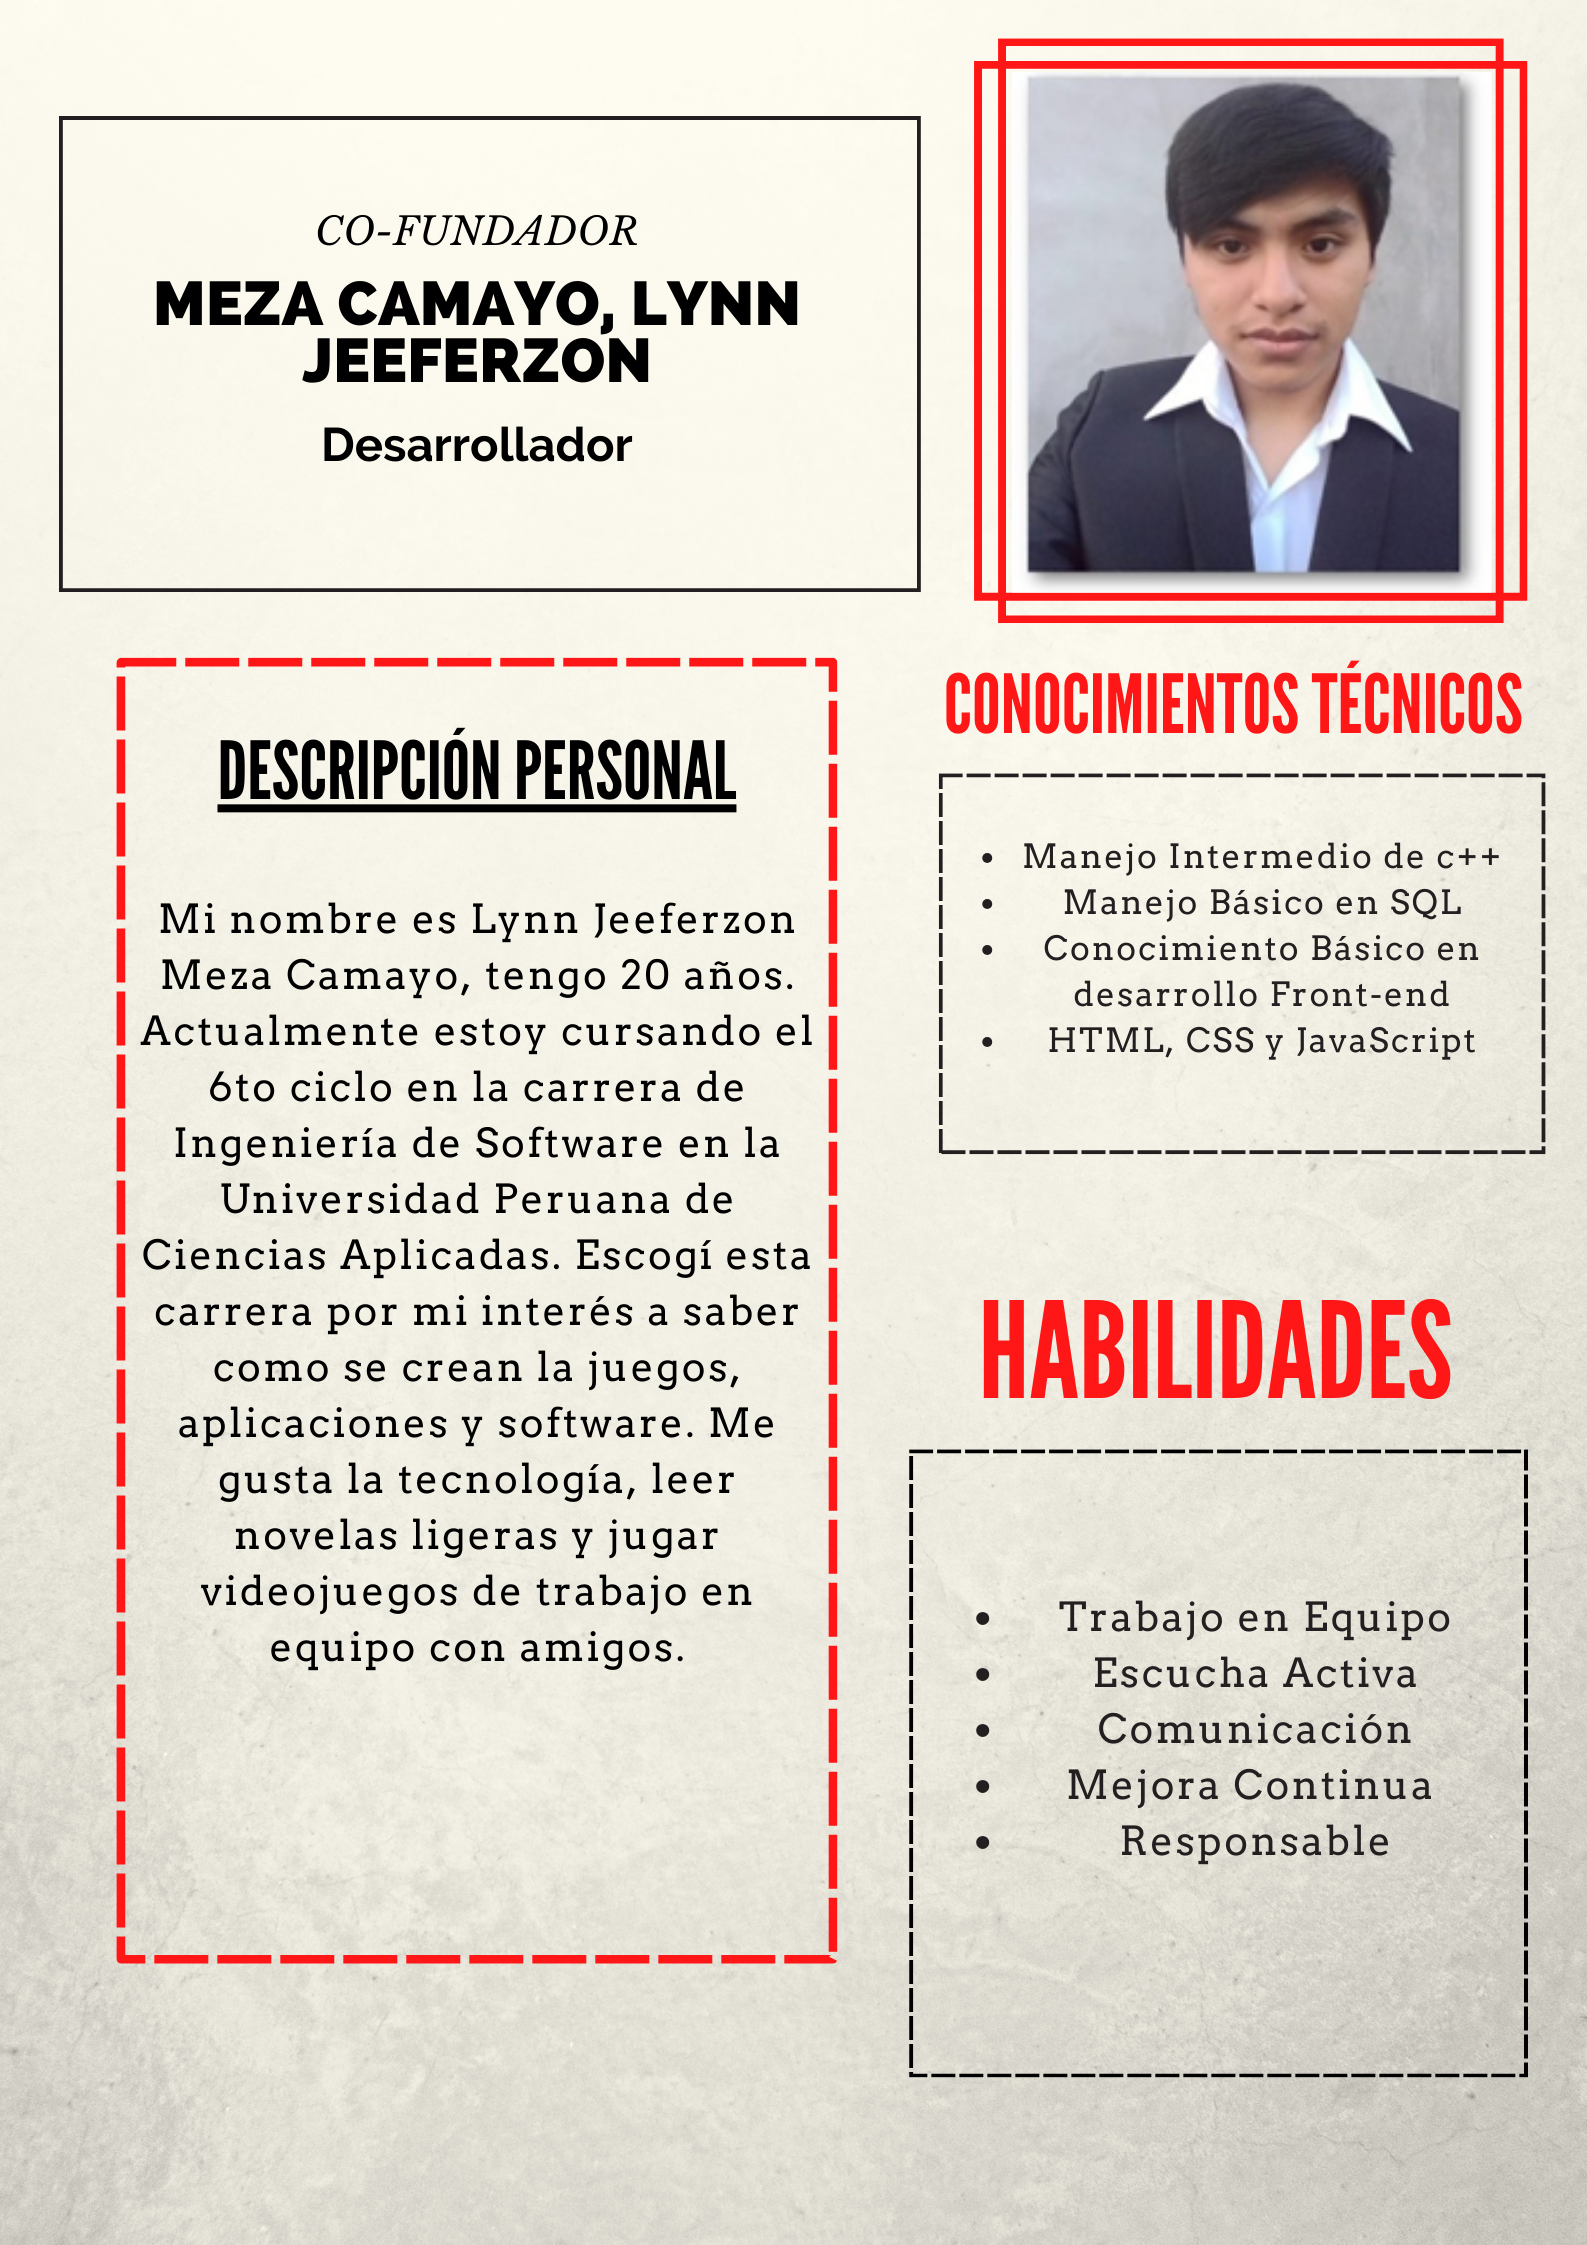 CO-FUNDADOR
MEZA CAMAYO, LYNN
JEEFERZON
Desarrollador
DESCRIPCIÓN PERSONAL
Mi nombre es Lynn Jeeferzon
Meza Camayo, tengo 20 años.
Actualmente estoy cursando el
6to ciclo en la carrera de
Ingeniería de Software en la
Universidad Peruana de
Ciencias Aplicadas. Escogí esta
carrera por mi interés a saber
como se crean la juegos,
aplicaciones y software. Me
gusta la tecnología, leer
novelas ligeras y jugar
videojuegos de trabajo en
equipo con amigos.
CONOCIMIENTOS TÉCNICOS
• Manejo Intermedio de c++
• Manejo Básico en SQL
• Conocimiento Básico en
desarrollo Front-end
• HTML, CSS y JavaScript
HABILIDADES
• Trabajo en Equipo
• Escucha Activa
• Comunicación
• Mejora Continua
• Responsable